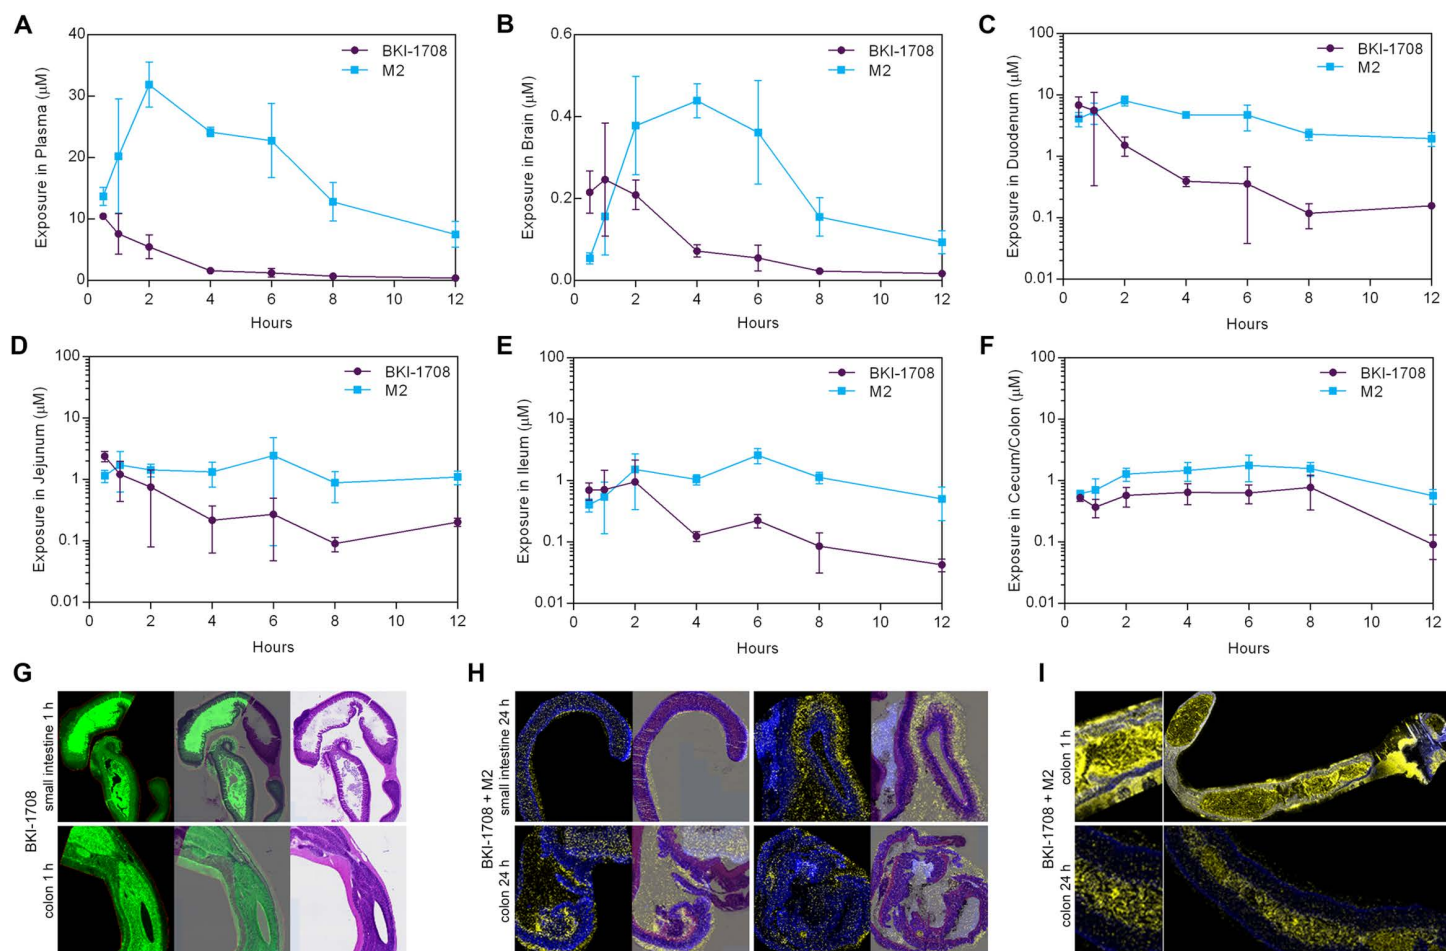 A
Exposure in Plasma (µM)
40
30
20
10
0
BKI-1708
M2
0 2 4 6 8 10 12
Hours
B
Exposure in Brain (µM)
0.6
0.4
0.2
0.0
BKI-1708
M2
0 2 4 6 8 10 12
Hours
C
Exposure in Duodenum (µM)
100
10
1
0.1
0.01
BKI-1708
M2
0 2 4 6 8 10 12
Hours
D
Exposure in Jejunum (µM)
100
10
1
0.1
0.01
BKI-1708
M2
0 2 4 6 8 10 12
Hours
E
Exposure in Ileum (µM)
100
10
1
0.1
0.01
BKI-1708
M2
0 2 4 6 8 10 12
Hours
F
Exposure in Cecum/Colon (µM)
100
10
1
0.1
0.01
BKI-1708
M2
0 2 4 6 8 10 12
Hours
G
BKI-1708
small intestine 1 h
colon 1 h
H
BKI-1708 + M2
small intestine 24 h
colon 24 h
I
BKI-1708 + M2
colon 1 h
colon 24 h